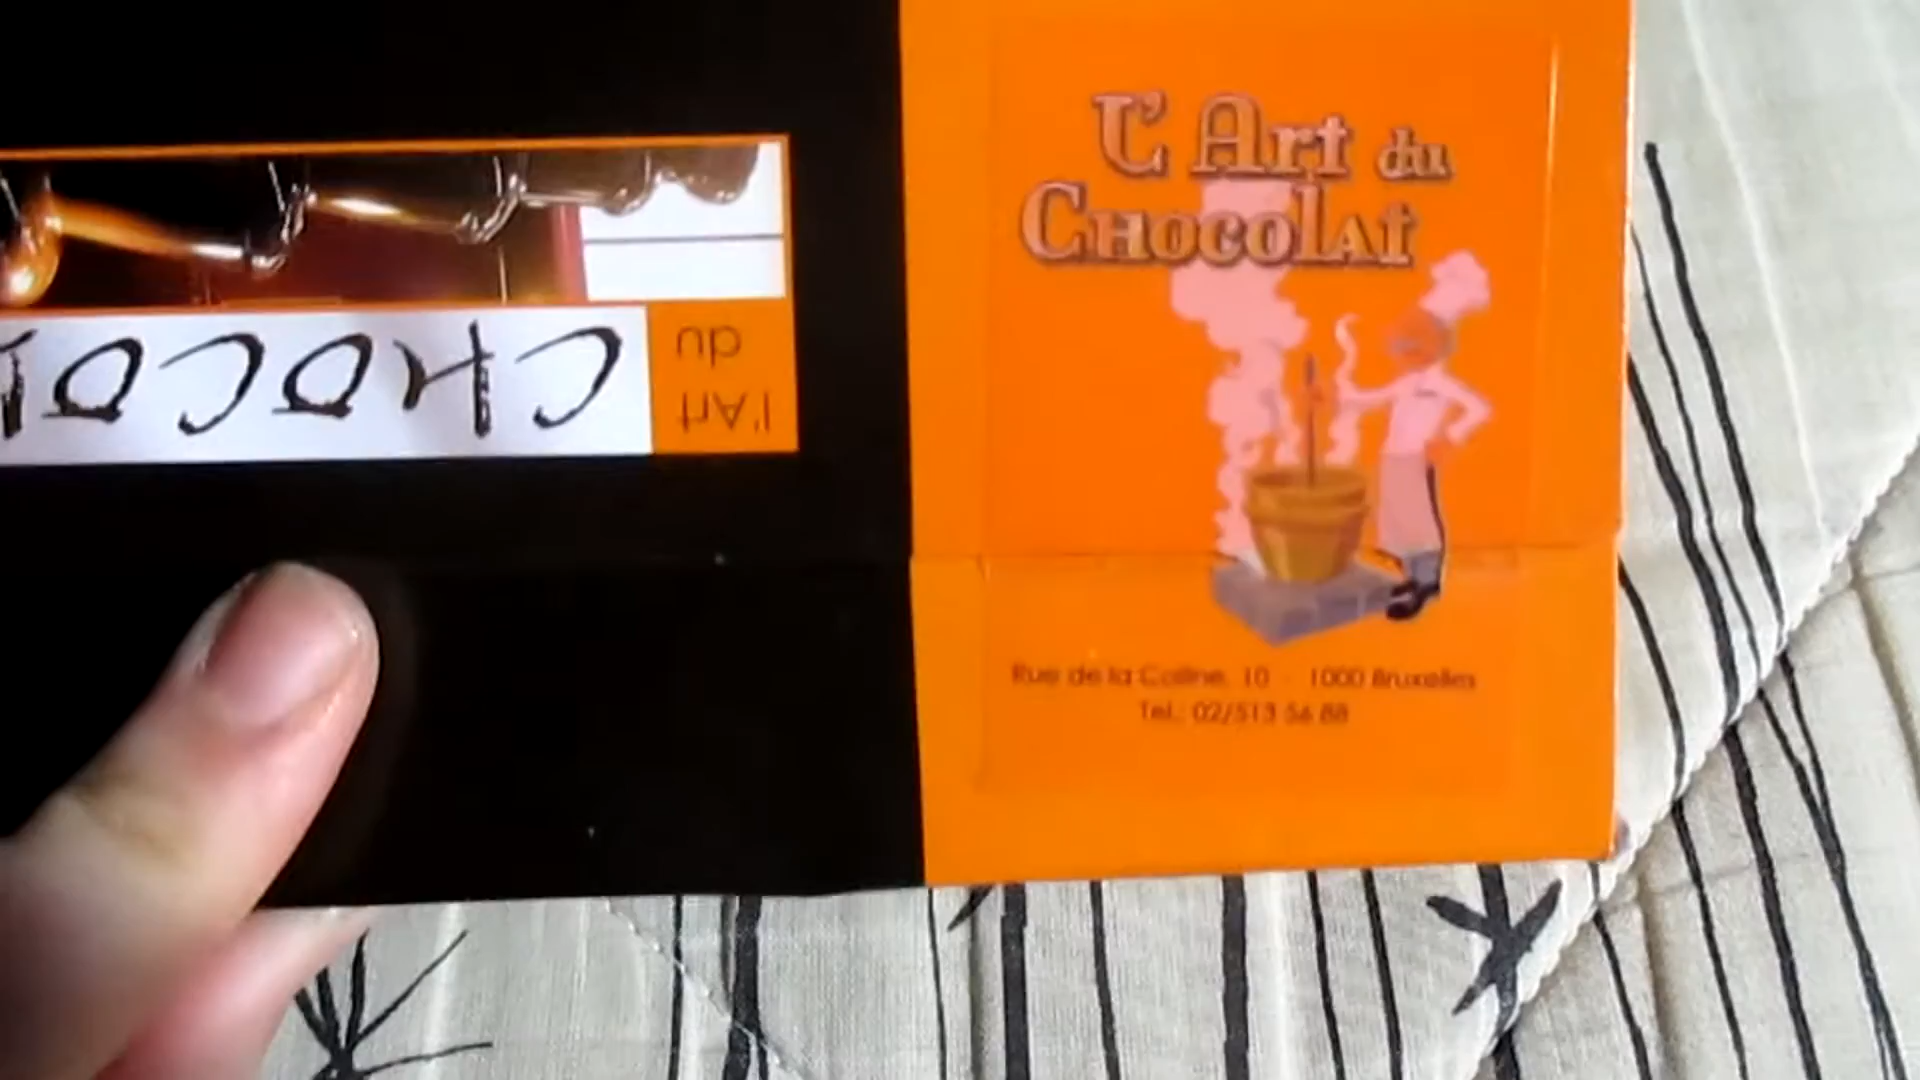 L'Art du
Chocolat
Rue de la Colline, 10 - 1000 Bruxelles
Tel.: 02/513 56 88
l'Art
du
CHOCO